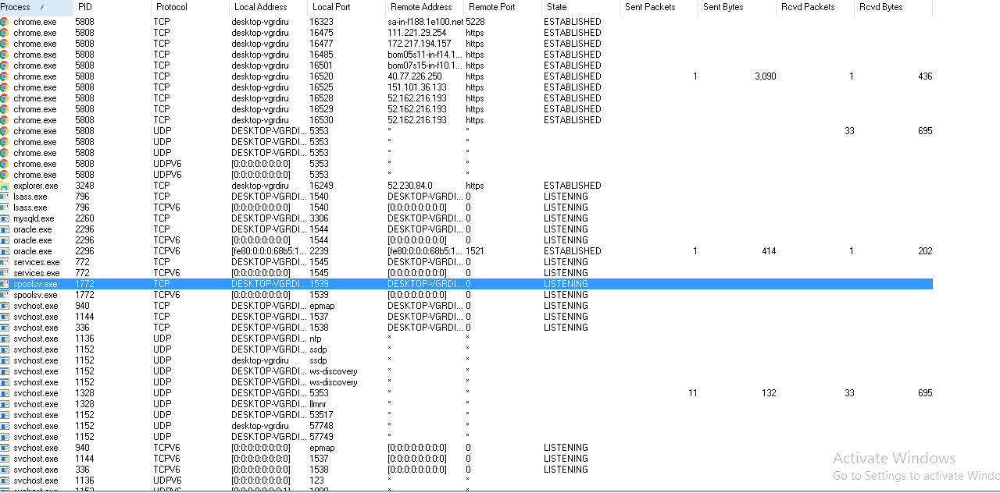 Process PID Protocol Local Address Local Port Remote Address Remote Port State Sent Packets Sent Bytes Rcvd Packets Rcvd Bytes
chrome.exe 5808 TCP desktop-vgrdiru 16323 sa-in-f188.1e100.net 5228 ESTABLISHED
chrome.exe 5808 TCP desktop-vgrdiru 16475 111.221.29.254 https ESTABLISHED
chrome.exe 5808 TCP desktop-vgrdiru 16477 172.217.194.157 https ESTABLISHED
chrome.exe 5808 TCP desktop-vgrdiru 16485 bom05s11-in-f14.1... https ESTABLISHED
chrome.exe 5808 TCP desktop-vgrdiru 16501 bom07s15-in-f10.1... https ESTABLISHED
chrome.exe 5808 TCP desktop-vgrdiru 16520 40.77.226.250 https ESTABLISHED 1 3,090 1 436
chrome.exe 5808 TCP desktop-vgrdiru 16525 151.101.36.133 https ESTABLISHED
chrome.exe 5808 TCP desktop-vgrdiru 16528 52.162.216.193 https ESTABLISHED
chrome.exe 5808 TCP desktop-vgrdiru 16529 52.162.216.193 https ESTABLISHED
chrome.exe 5808 TCP desktop-vgrdiru 16530 52.162.216.193 https ESTABLISHED
chrome.exe 5808 UDP DESKTOP-VGRDI... 5353 * * 33 695
chrome.exe 5808 UDP DESKTOP-VGRDI... 5353 * *
chrome.exe 5808 UDP DESKTOP-VGRDI... 5353 * *
chrome.exe 5808 UDPV6 [0:0:0:0:0:0:0:0] 5353 * *
chrome.exe 5808 UDPV6 [0:0:0:0:0:0:0:0] 5353 * *
explorer.exe 3248 TCP desktop-vgrdiru 16249 52.230.84.0 https ESTABLISHED
lsass.exe 796 TCP DESKTOP-VGRDI... 1540 DESKTOP-VGRDI... 0 LISTENING
lsass.exe 796 TCPV6 [0:0:0:0:0:0:0:0] 1540 [0:0:0:0:0:0:0:0] 0 LISTENING
mysqld.exe 2260 TCP DESKTOP-VGRDI... 3306 DESKTOP-VGRDI... 0 LISTENING
oracle.exe 2296 TCP DESKTOP-VGRDI... 1544 DESKTOP-VGRDI... 0 LISTENING
oracle.exe 2296 TCPV6 [0:0:0:0:0:0:0:0] 1544 [0:0:0:0:0:0:0:0] 0 LISTENING
oracle.exe 2296 TCPV6 [fe80:0:0:0:68b5:1... 2239 [fe80:0:0:0:68b5:1... 1521 ESTABLISHED 1 414 1 202
services.exe 772 TCP DESKTOP-VGRDI... 1545 DESKTOP-VGRDI... 0 LISTENING
services.exe 772 TCPV6 [0:0:0:0:0:0:0:0] 1545 [0:0:0:0:0:0:0:0] 0 LISTENING
spoolsv.exe 1772 TCP DESKTOP-VGRDI... 1539 DESKTOP-VGRDI... 0 LISTENING
spoolsv.exe 1772 TCPV6 [0:0:0:0:0:0:0:0] 1539 [0:0:0:0:0:0:0:0] 0 LISTENING
svchost.exe 940 TCP DESKTOP-VGRDI... epmap DESKTOP-VGRDI... 0 LISTENING
svchost.exe 1144 TCP DESKTOP-VGRDI... 1537 DESKTOP-VGRDI... 0 LISTENING
svchost.exe 336 TCP DESKTOP-VGRDI... 1538 DESKTOP-VGRDI... 0 LISTENING
svchost.exe 1136 UDP DESKTOP-VGRDI... ntp * *
svchost.exe 1152 UDP DESKTOP-VGRDI... ssdp * *
svchost.exe 1152 UDP desktop-vgrdiru ssdp * *
svchost.exe 1152 UDP DESKTOP-VGRDI... ws-discovery * *
svchost.exe 1152 UDP DESKTOP-VGRDI... ws-discovery * *
svchost.exe 1328 UDP DESKTOP-VGRDI... 5353 * * 11 132 33 695
svchost.exe 1328 UDP DESKTOP-VGRDI... llmnr * *
svchost.exe 1152 UDP DESKTOP-VGRDI... 53517 * *
svchost.exe 1152 UDP desktop-vgrdiru 57748 * *
svchost.exe 1152 UDP DESKTOP-VGRDI... 57749 * *
svchost.exe 940 TCPV6 [0:0:0:0:0:0:0:0] epmap [0:0:0:0:0:0:0:0] 0 LISTENING
svchost.exe 1144 TCPV6 [0:0:0:0:0:0:0:0] 1537 [0:0:0:0:0:0:0:0] 0 LISTENING
svchost.exe 336 TCPV6 [0:0:0:0:0:0:0:0] 1538 [0:0:0:0:0:0:0:0] 0 LISTENING
svchost.exe 1136 UDPV6 [0:0:0:0:0:0:0:0] 123 * *
Activate Windows
Go to Settings to activate Windo